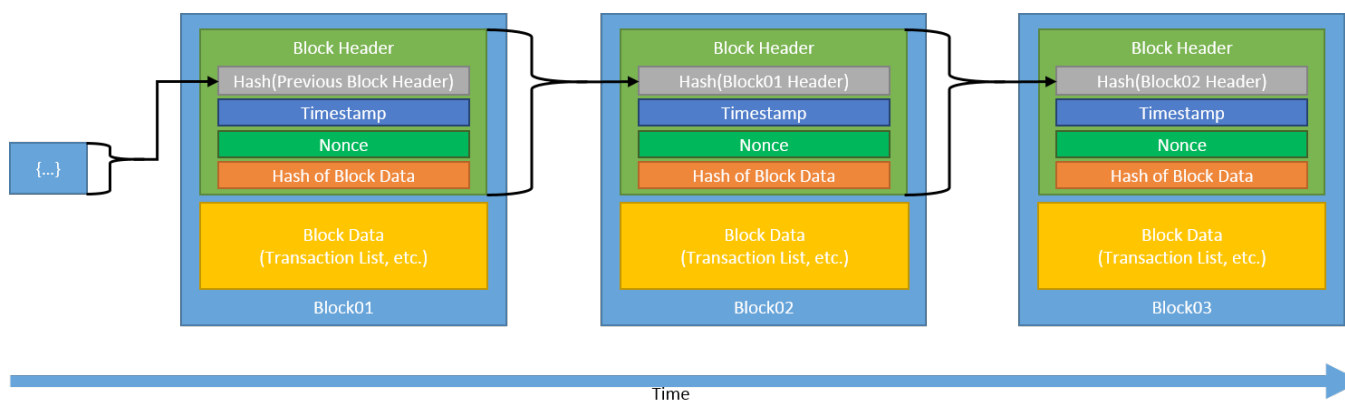 {...}
Block Header
Hash(Previous Block Header)
Timestamp
Nonce
Hash of Block Data
Block Data
(Transaction List, etc.)
Block01
Block Header
Hash(Block01 Header)
Timestamp
Nonce
Hash of Block Data
Block Data
(Transaction List, etc.)
Block02
Block Header
Hash(Block02 Header)
Timestamp
Nonce
Hash of Block Data
Block Data
(Transaction List, etc.)
Block03
Time